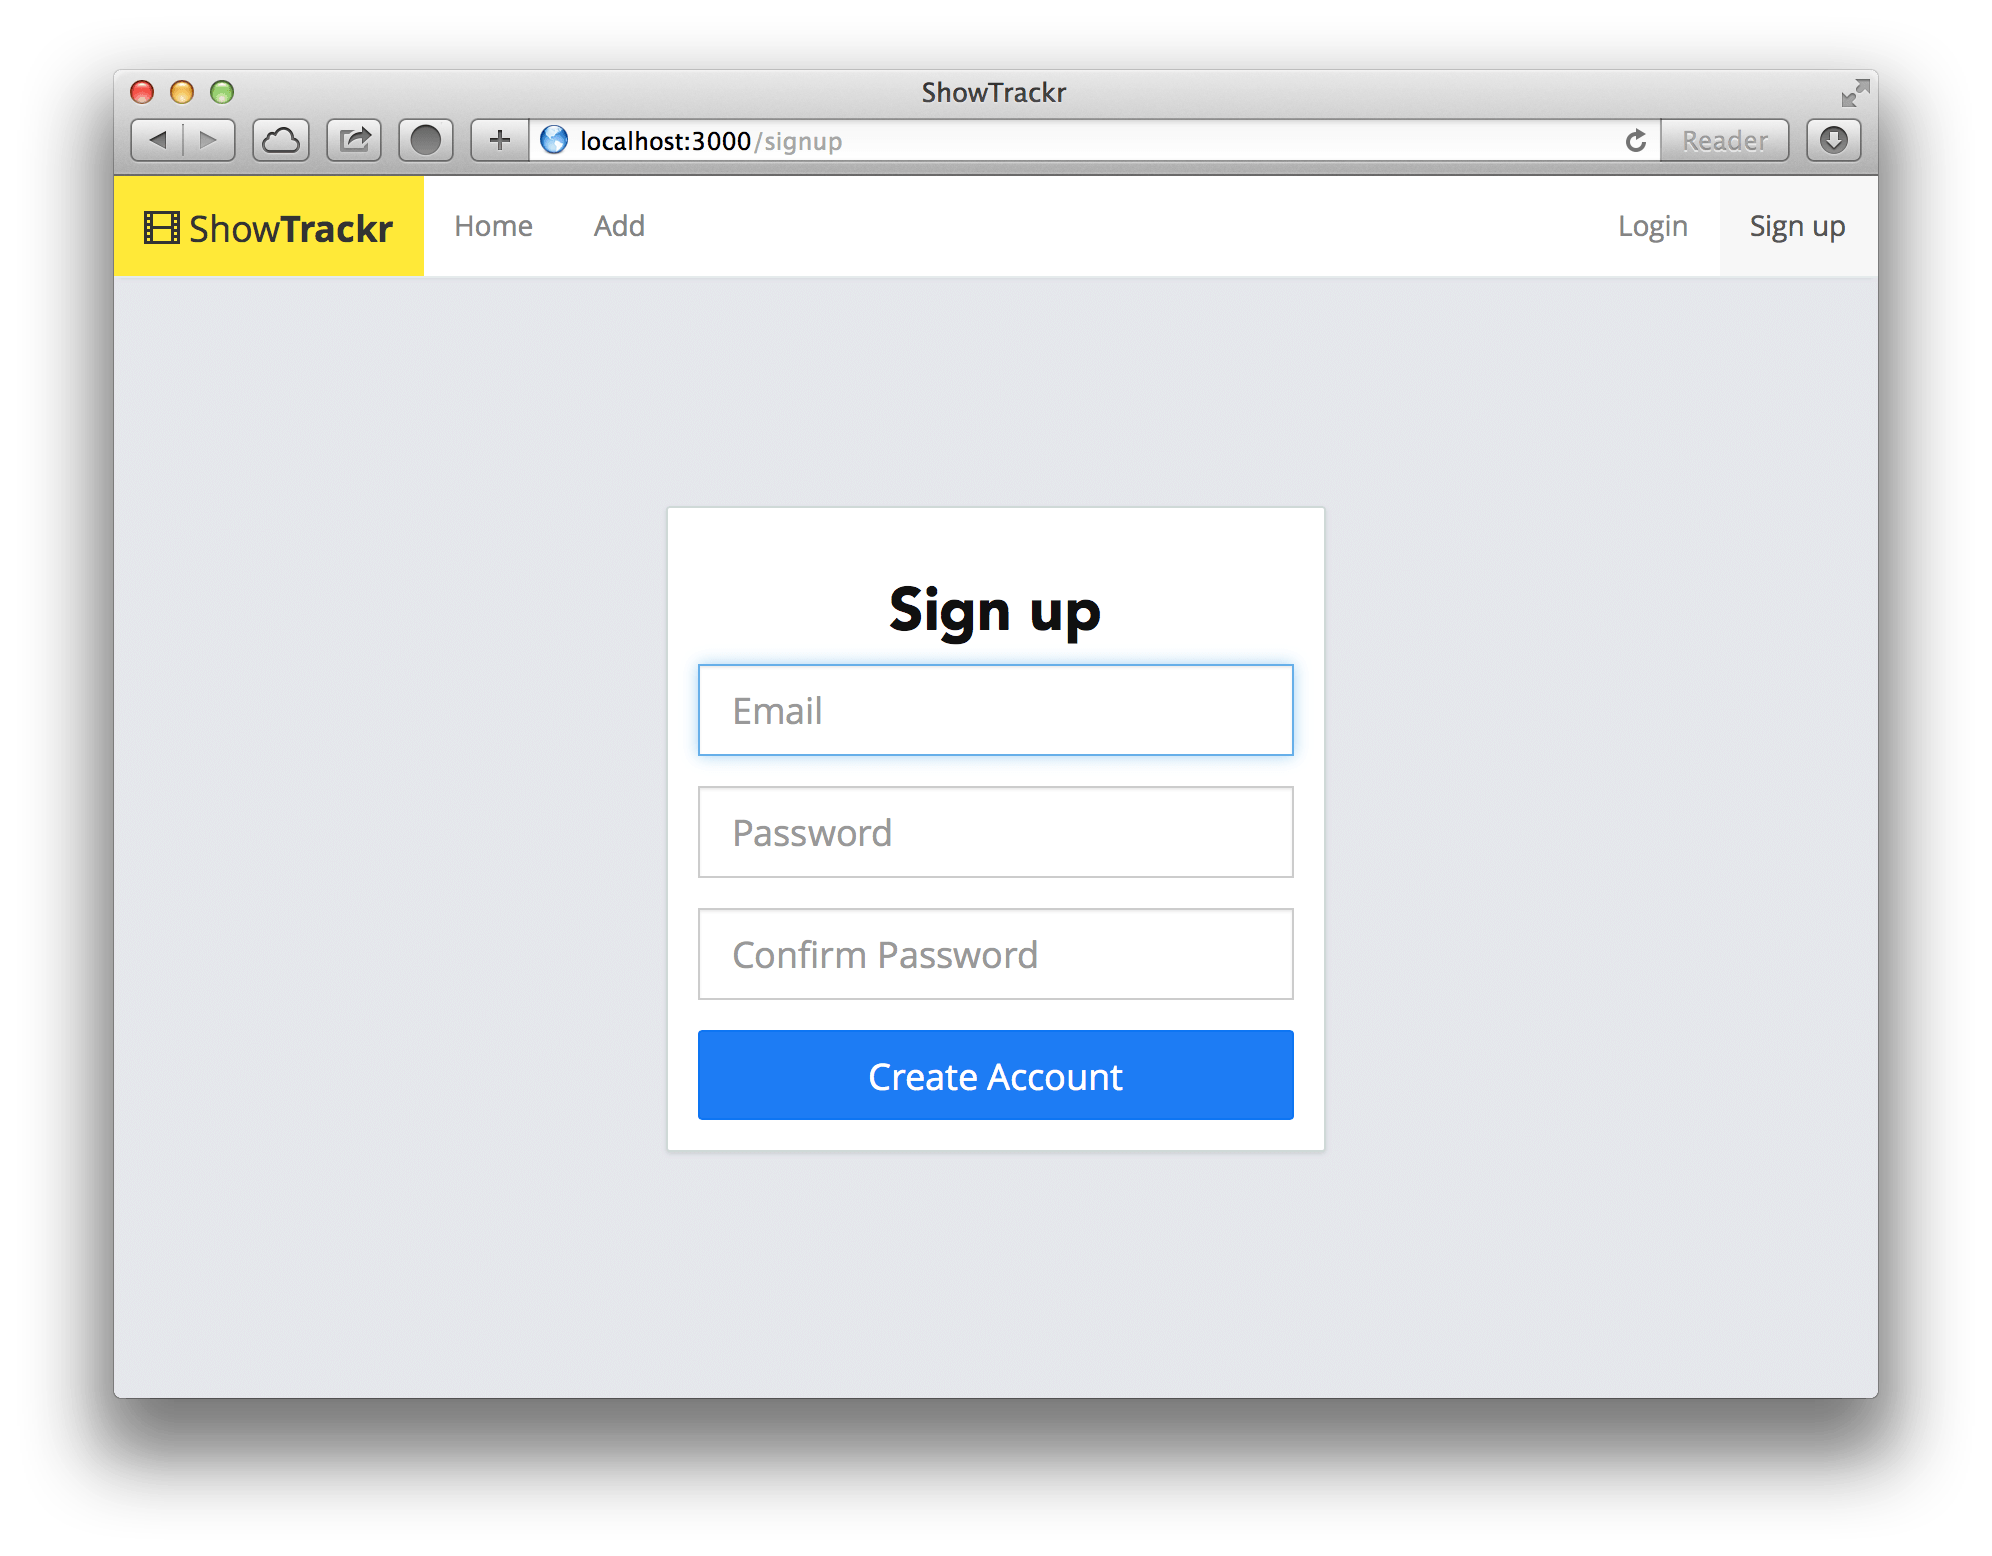 ShowTrackr
localhost:3000/signup
Reader
ShowTrackr Home Add Login Sign up
Sign up
Email
Password
Confirm Password
Create Account